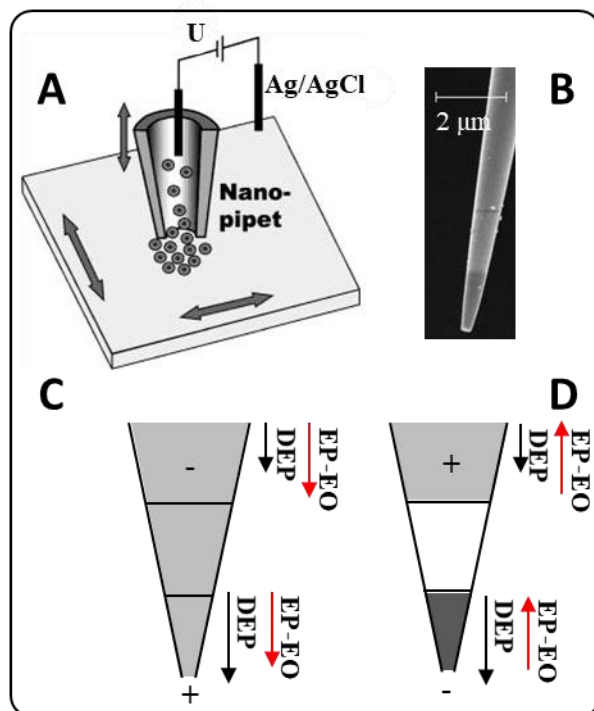 U
A
Ag/AgCl
Nano-
pipet
B
2 μm
C
-
DEP
EP-EO
DEP
EP-EO
+
D
+
DEP
EP-EO
DEP
EP-EO
-